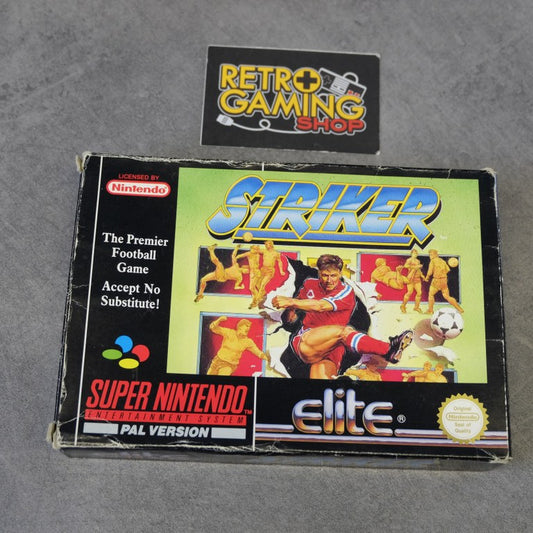 RETRO
GAMING
SHOP
LICENSED BY
Nintendo
STRIKER
The Premier
Football
Game
Accept No
Substitute!
SUPER NINTENDO
ENTERTAINMENT SYSTEM
PAL VERSION
elite
Original
Nintendo
Seal of
Quality